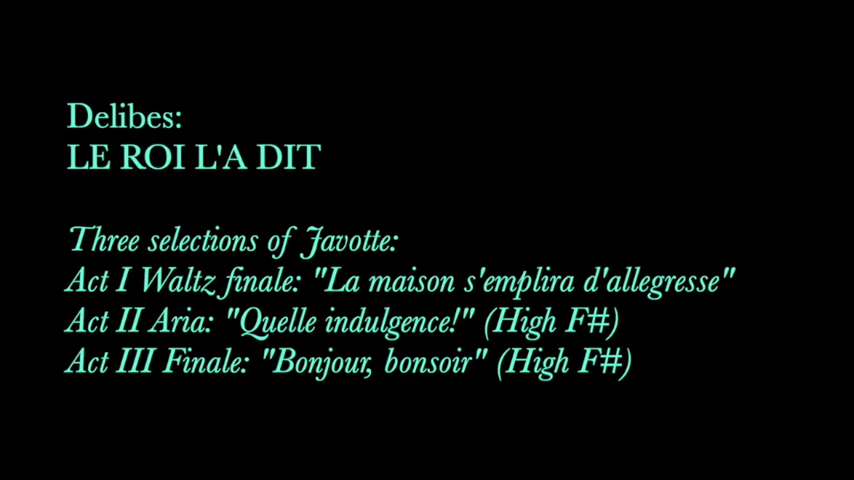 Delibes:
LE ROI L'A DIT
Three selections of Javotte:
Act I Waltz finale: "La maison s'emplira d'allegresse"
Act II Aria: "Quelle indulgence!" (High F#)
Act III Finale: "Bonjour, bonsoir" (High F#)